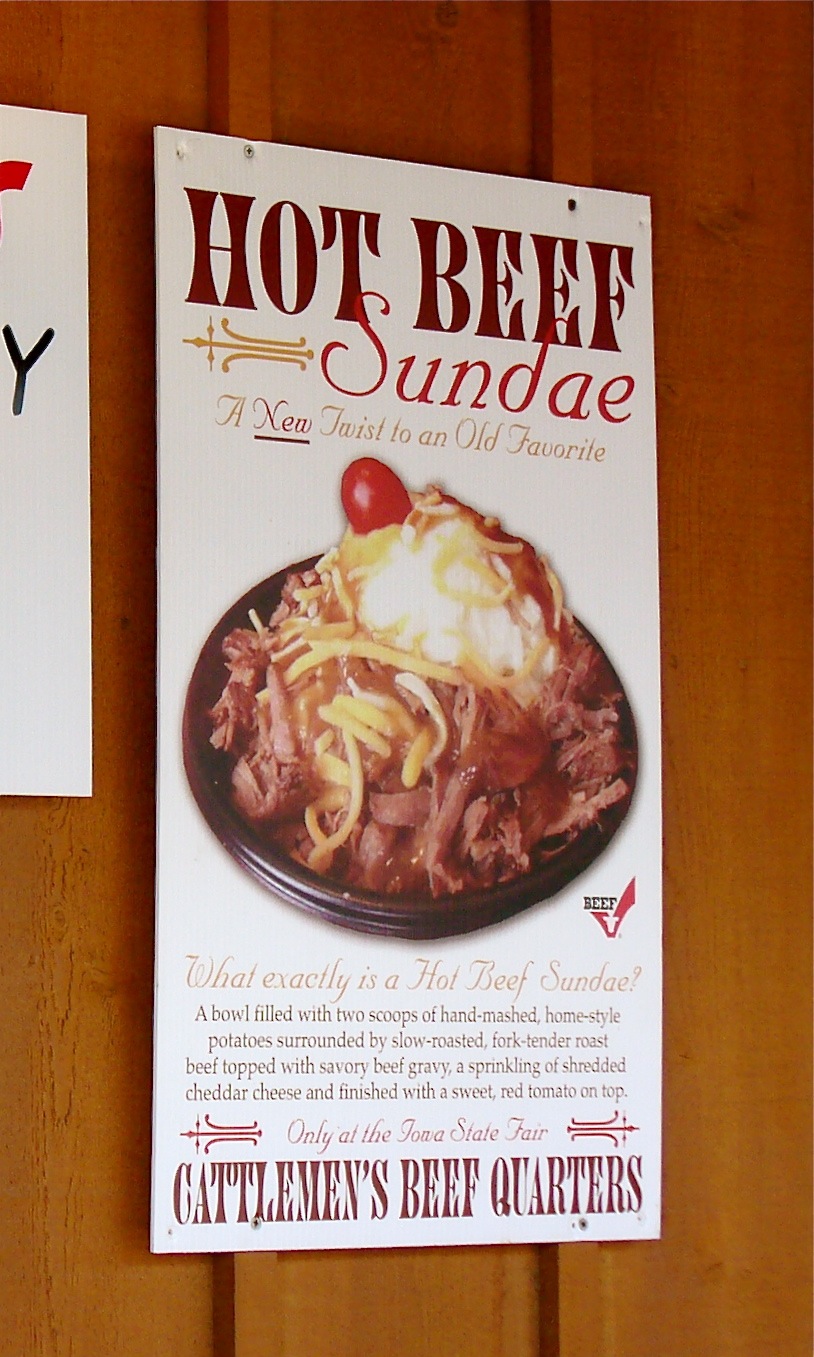 Y
HOT BEEF
Sundae
A New Twist to an Old Favorite
BEEF
What exactly is a Hot Beef Sundae?
A bowl filled with two scoops of hand-mashed, home-style
potatoes surrounded by slow-roasted, fork-tender roast
beef topped with savory beef gravy, a sprinkling of shredded
cheddar cheese and finished with a sweet, red tomato on top.
Only at the Iowa State Fair
CATTLEMEN'S BEEF QUARTERS